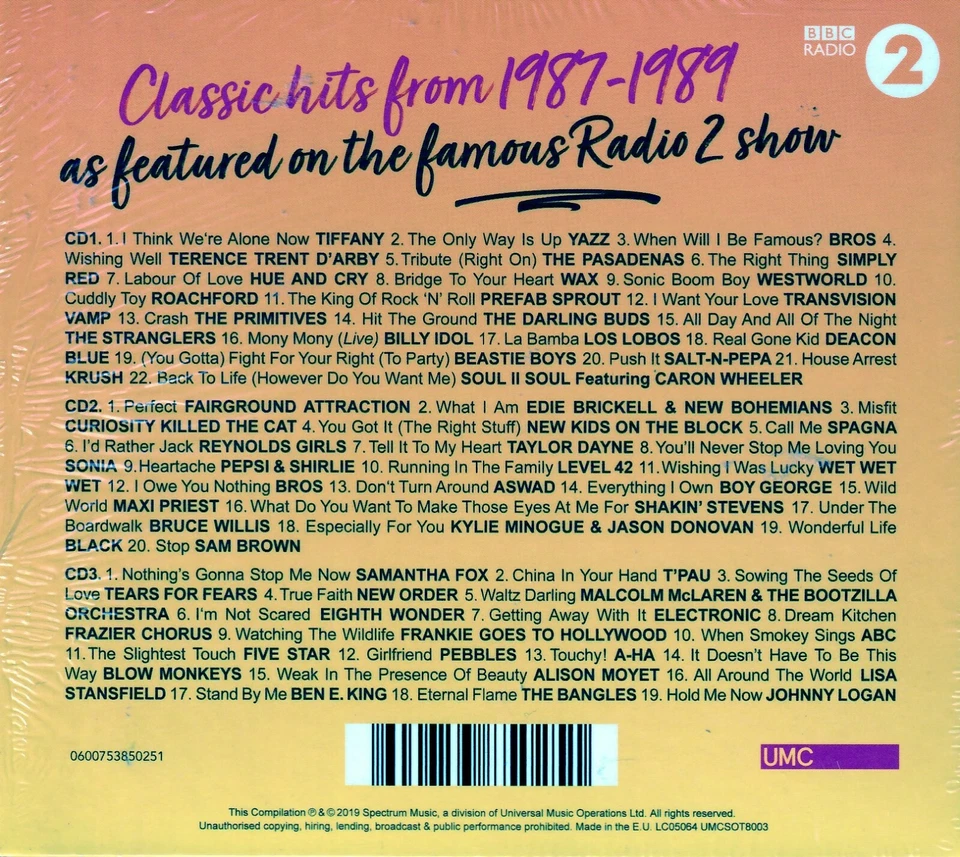 BBC
RADIO 2
Classic hits from 1987-1989
as featured on the famous Radio 2 show
CD1. 1. I Think We're Alone Now TIFFANY 2. The Only Way Is Up YAZZ 3. When Will I Be Famous? BROS 4.
Wishing Well TERENCE TRENT D'ARBY 5. Tribute (Right On) THE PASADENAS 6. The Right Thing SIMPLY
RED 7. Labour Of Love HUE AND CRY 8. Bridge To Your Heart WAX 9. Sonic Boom Boy WESTWORLD 10.
Cuddly Toy ROACHFORD 11. The King Of Rock 'N' Roll PREFAB SPROUT 12. I Want Your Love TRANSVISION
VAMP 13. Crash THE PRIMITIVES 14. Hit The Ground THE DARLING BUDS 15. All Day And All Of The Night
THE STRANGLERS 16. Mony Mony (Live) BILLY IDOL 17. La Bamba LOS LOBOS 18. Real Gone Kid DEACON
BLUE 19. (You Gotta) Fight For Your Right (To Party) BEASTIE BOYS 20. Push It SALT-N-PEPA 21. House Arrest
KRUSH 22. Back To Life (However Do You Want Me) SOUL II SOUL Featuring CARON WHEELER
CD2. 1. Perfect FAIRGROUND ATTRACTION 2. What I Am EDIE BRICKELL & NEW BOHEMIANS 3. Misfit
CURIOSITY KILLED THE CAT 4. You Got It (The Right Stuff) NEW KIDS ON THE BLOCK 5. Call Me SPAGNA
6. I'd Rather Jack REYNOLDS GIRLS 7. Tell It To My Heart TAYLOR DAYNE 8. You'll Never Stop Me Loving You
SONIA 9. Heartache PEPSI & SHIRLIE 10. Running In The Family LEVEL 42 11. Wishing I Was Lucky WET WET
WET 12. I Owe You Nothing BROS 13. Don't Turn Around ASWAD 14. Everything I Own BOY GEORGE 15. Wild
World MAXI PRIEST 16. What Do You Want To Make Those Eyes At Me For SHAKIN' STEVENS 17. Under The
Boardwalk BRUCE WILLIS 18. Especially For You KYLIE MINOGUE & JASON DONOVAN 19. Wonderful Life
BLACK 20. Stop SAM BROWN
CD3. 1. Nothing's Gonna Stop Me Now SAMANTHA FOX 2. China In Your Hand T'PAU 3. Sowing The Seeds Of
Love TEARS FOR FEARS 4. True Faith NEW ORDER 5. Waltz Darling MALCOLM McLAREN & THE BOOTZILLA
ORCHESTRA 6. I'm Not Scared EIGHTH WONDER 7. Getting Away With It ELECTRONIC 8. Dream Kitchen
FRAZIER CHORUS 9. Watching The Wildlife FRANKIE GOES TO HOLLYWOOD 10. When Smokey Sings ABC
11. The Slightest Touch FIVE STAR 12. Girlfriend PEBBLES 13. Touchy! A-HA 14. It Doesn't Have To Be This
Way BLOW MONKEYS 15. Weak In The Presence Of Beauty ALISON MOYET 16. All Around The World LISA
STANSFIELD 17. Stand By Me BEN E. KING 18. Eternal Flame THE BANGLES 19. Hold Me Now JOHNNY LOGAN
0600753850251
UMC
This Compilation ℗ & © 2019 Spectrum Music, a division of Universal Music Operations Ltd. All rights reserved.
Unauthorised copying, hiring, lending, broadcast & public performance prohibited. Made in the E.U. LC05064 UMCSOT8003